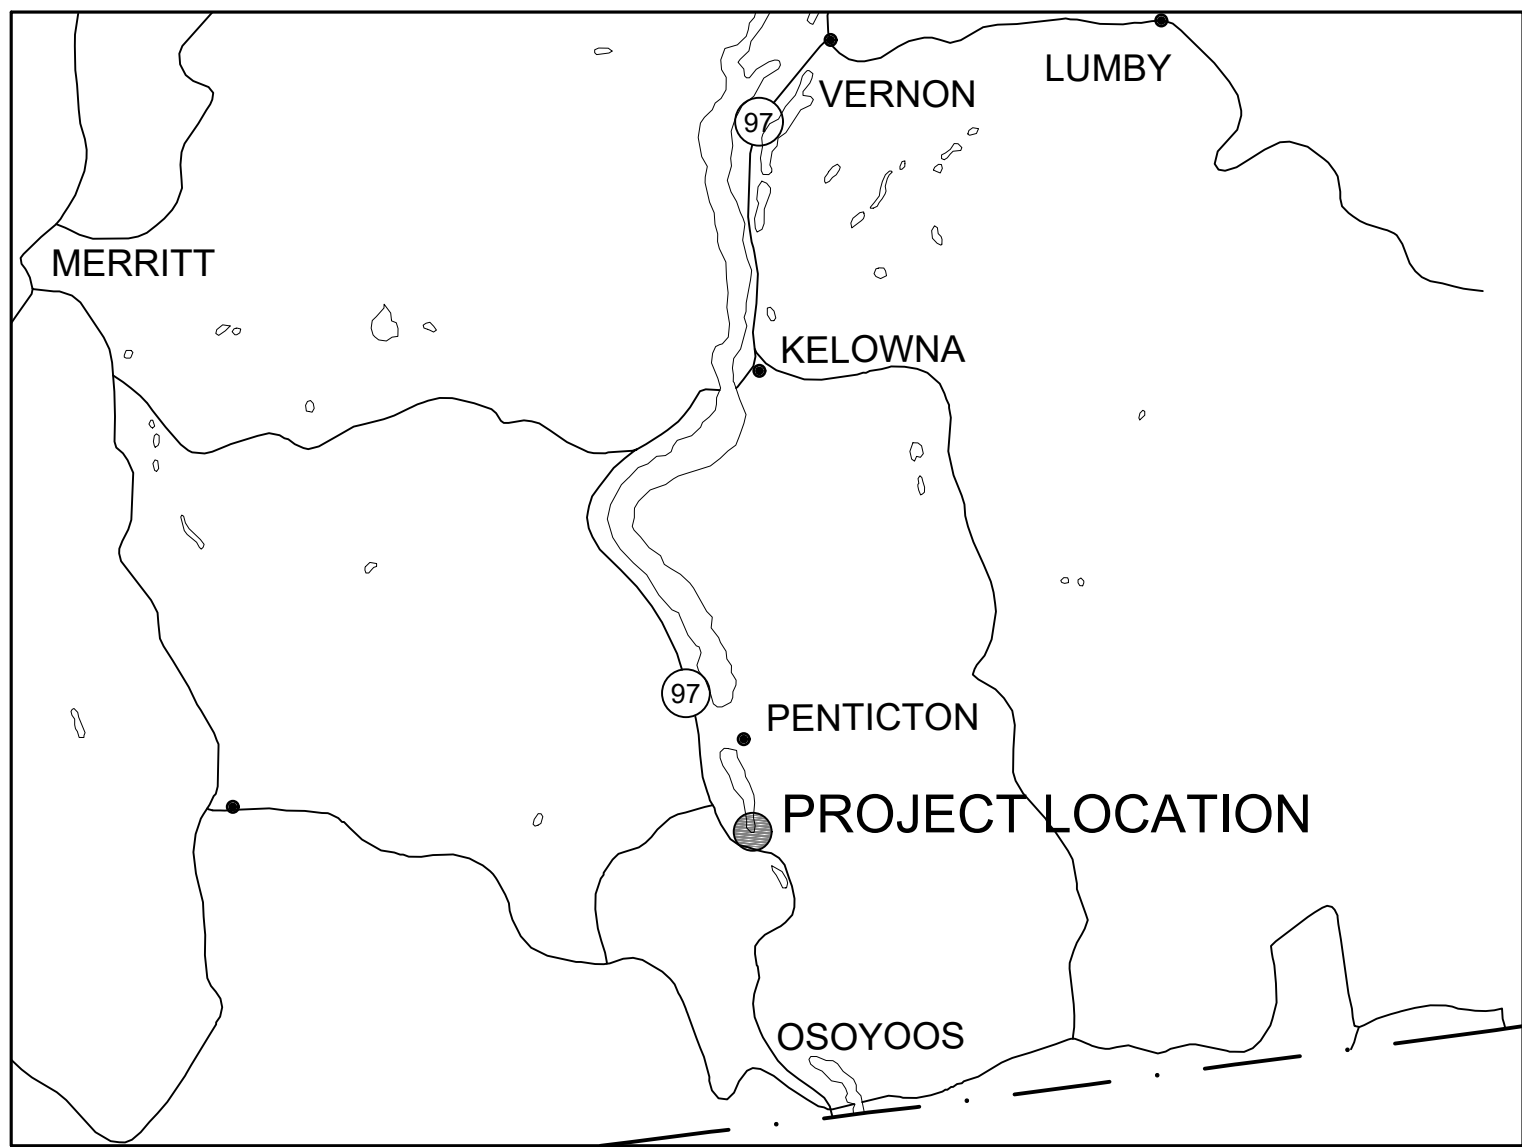 LUMBY
VERNON
97
MERRITT
KELOWNA
97
PENTICTON
PROJECT LOCATION
OSOYOOS